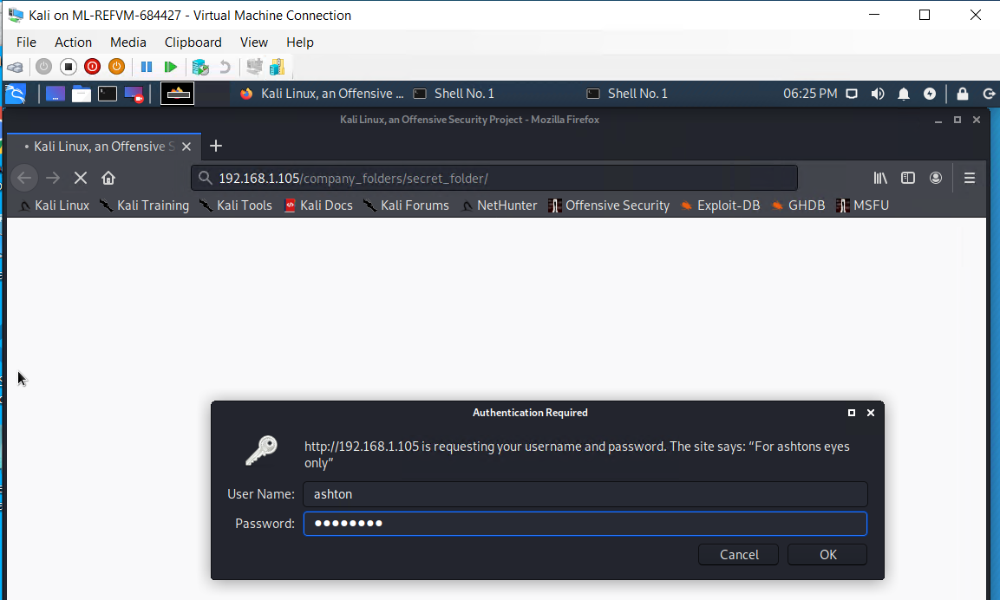 Kali on ML-REFVM-684427 - Virtual Machine Connection
File Action Media Clipboard View Help
Kali Linux, an Offensive ... Shell No. 1 Shell No. 1 06:25 PM
Kali Linux, an Offensive Security Project - Mozilla Firefox
Kali Linux, an Offensive S
192.168.1.105/company_folders/secret_folder/
Kali Linux Kali Training Kali Tools Kali Docs Kali Forums NetHunter Offensive Security Exploit-DB GHDB MSFU
Authentication Required
http://192.168.1.105 is requesting your username and password. The site says: “For ashtons eyes
only”
User Name: ashton
Password: ●●●●●●●●
Cancel OK